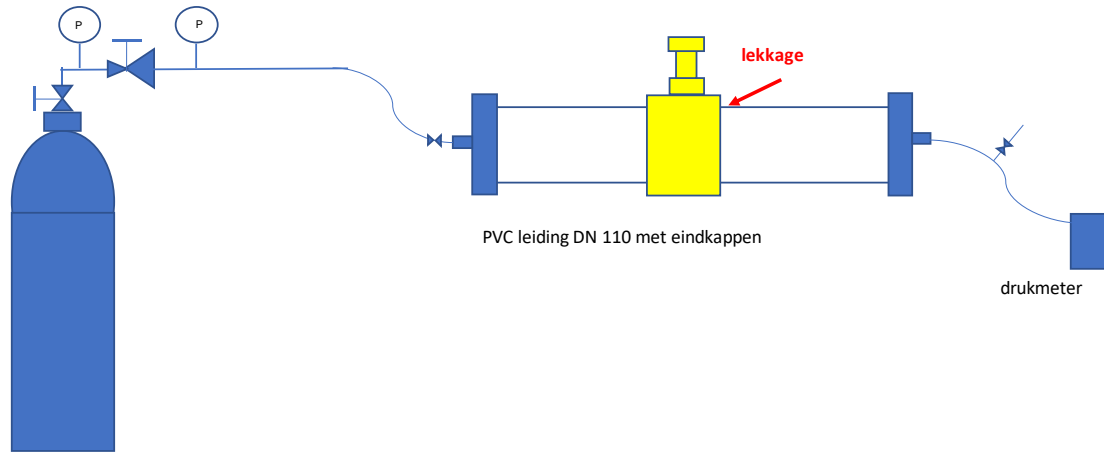 P
P
lekkage
PVC leiding DN 110 met eindkappen
drukmeter